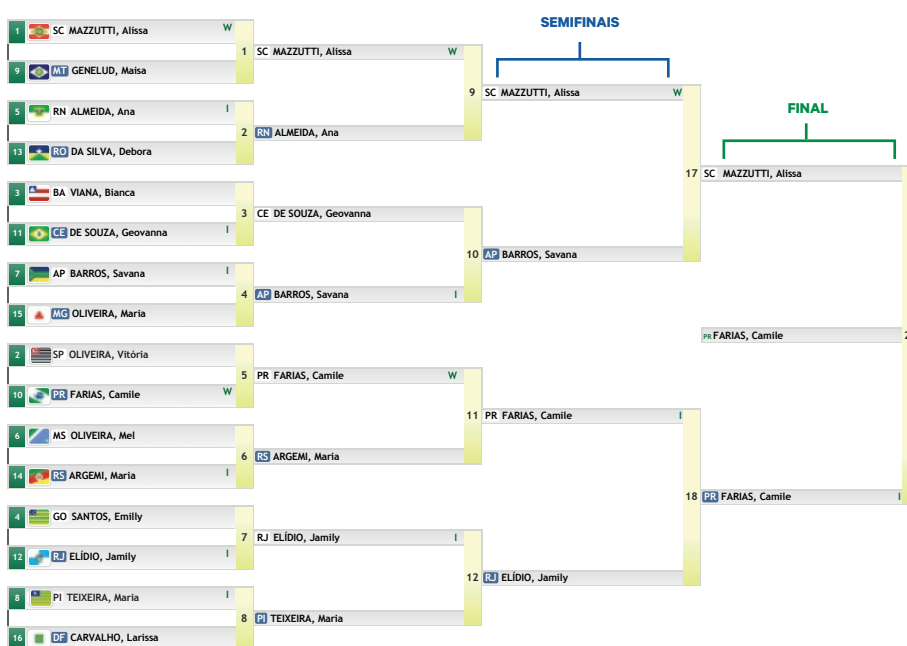 SEMIFINAIS
FINAL
1 SC MAZZUTTI, Alissa W
9 MT GENELUD, Maisa
5 RN ALMEIDA, Ana I
13 RO DA SILVA, Debora
3 BA VIANA, Bianca
11 CE DE SOUZA, Geovanna I
7 AP BARROS, Savana I
15 MG OLIVEIRA, Maria
2 SP OLIVEIRA, Vitória
10 PR FARIAS, Camile W
6 MS OLIVEIRA, Mel
14 RS ARGEMI, Maria I
4 GO SANTOS, Emilly
12 RJ ELÍDIO, Jamily I
8 PI TEIXEIRA, Maria I
16 DF CARVALHO, Larissa
1 SC MAZZUTTI, Alissa W
2 RN ALMEIDA, Ana
3 CE DE SOUZA, Geovanna
4 AP BARROS, Savana I
5 PR FARIAS, Camile W
6 RS ARGEMI, Maria
7 RJ ELÍDIO, Jamily I
8 PI TEIXEIRA, Maria
9 SC MAZZUTTI, Alissa W
10 AP BARROS, Savana
11 PR FARIAS, Camile I
12 RJ ELÍDIO, Jamily
17 SC MAZZUTTI, Alissa
PR FARIAS, Camile
18 PR FARIAS, Camile I